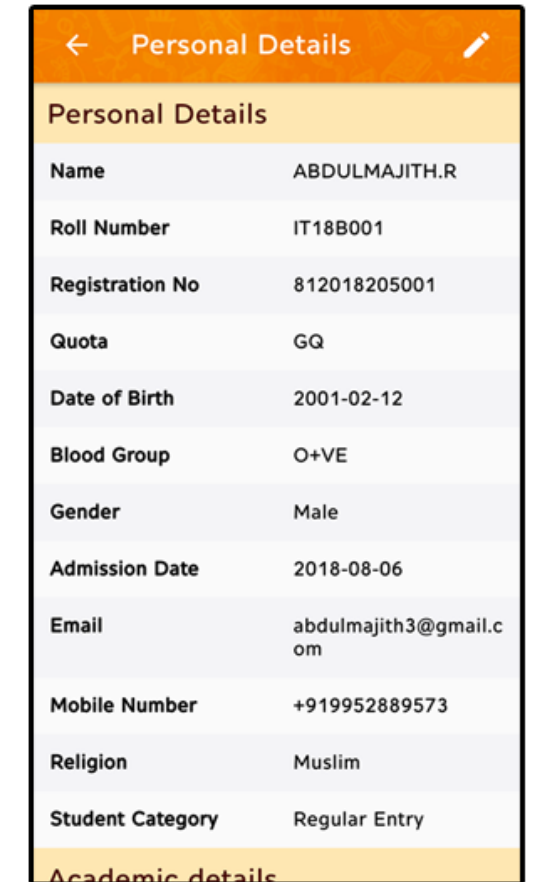 Personal Details
Personal Details
Name ABDULMAJITH.R
Roll Number IT18B001
Registration No 812018205001
Quota GQ
Date of Birth 2001-02-12
Blood Group O+VE
Gender Male
Admission Date 2018-08-06
Email abdulmajith3@gmail.c
om
Mobile Number +919952889573
Religion Muslim
Student Category Regular Entry
Academic details